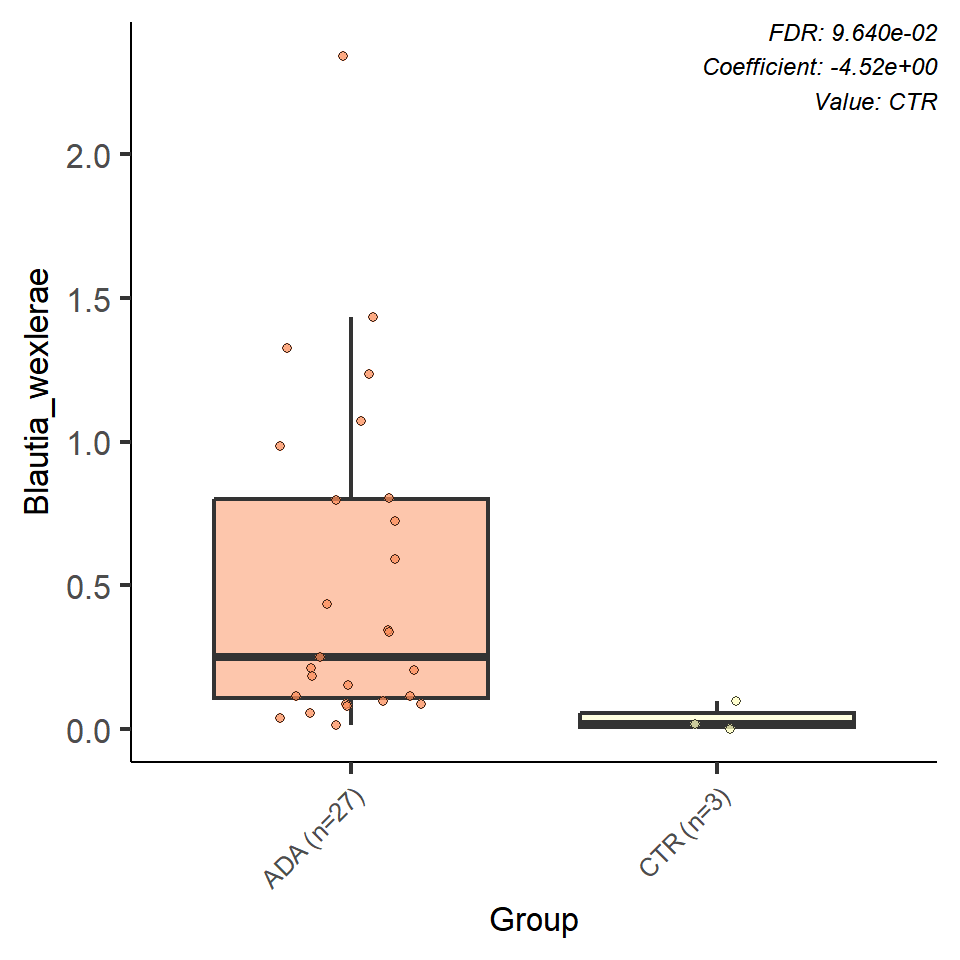 FDR: 9.640e-02
Coefficient: -4.52e+00
Value: CTR
2.0
1.5
1.0
0.5
0.0
Blautia_wexlerae
ADA (n=27)
CTR (n=3)
Group